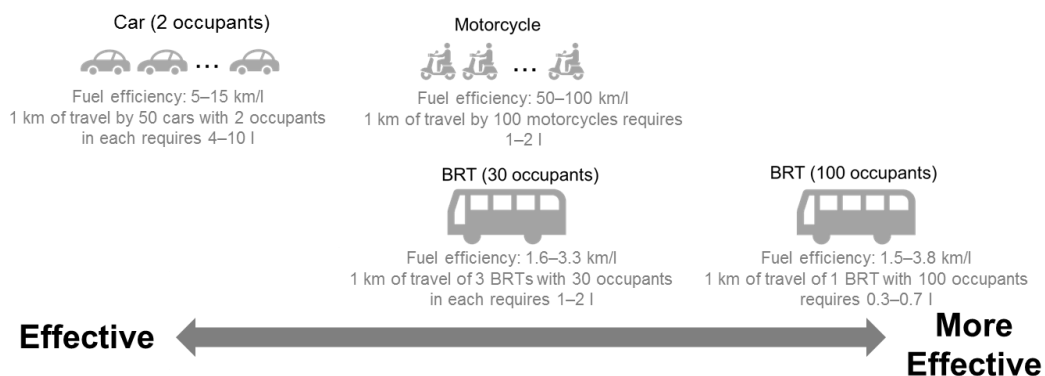 Car (2 occupants)
...
Fuel efficiency: 5–15 km/l
1 km of travel by 50 cars with 2 occupants
in each requires 4–10 l
Motorcycle
...
Fuel efficiency: 50–100 km/l
1 km of travel by 100 motorcycles requires
1–2 l
BRT (30 occupants)
Fuel efficiency: 1.6–3.3 km/l
1 km of travel of 3 BRTs with 30 occupants
in each requires 1–2 l
BRT (100 occupants)
Fuel efficiency: 1.5–3.8 km/l
1 km of travel of 1 BRT with 100 occupants
requires 0.3–0.7 l
Effective
More
Effective